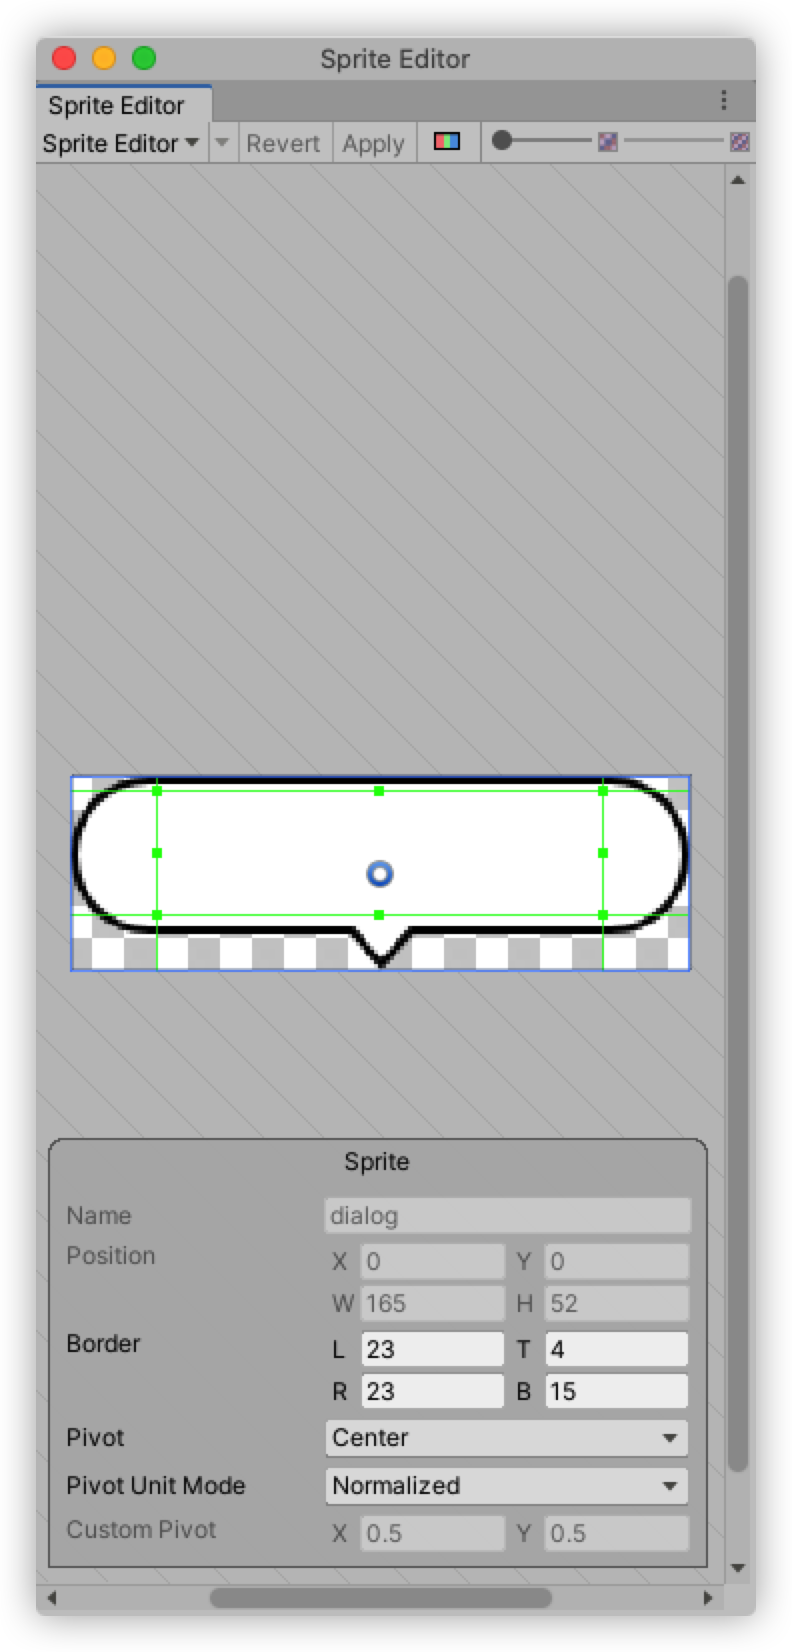 Sprite Editor
Sprite Editor
Sprite Editor Revert Apply
Sprite
Name dialog
Position X 0 Y 0
W 165 H 52
Border L 23 T 4
R 23 B 15
Pivot Center
Pivot Unit Mode Normalized
Custom Pivot X 0.5 Y 0.5